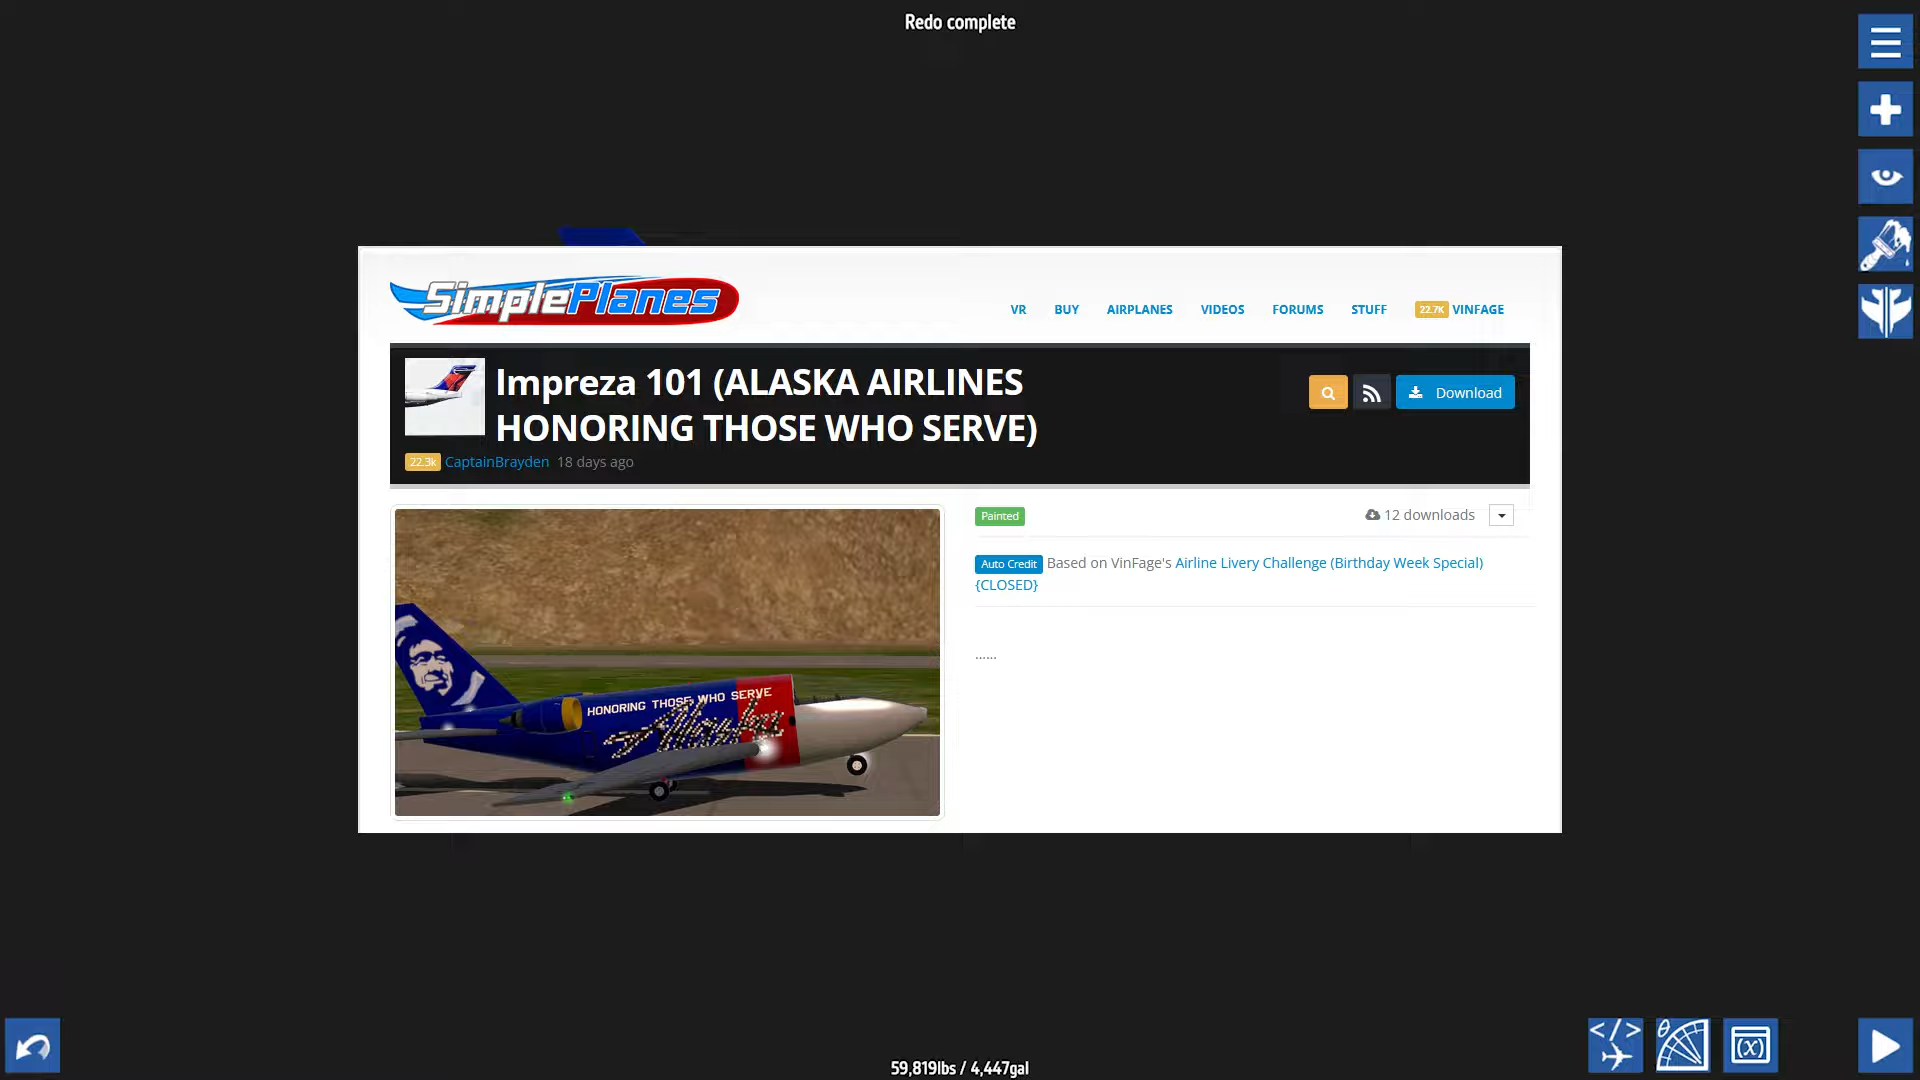 Redo complete
SimplePlanes
VR BUY AIRPLANES VIDEOS FORUMS STUFF 22.7K VINFAGE
Impreza 101 (ALASKA AIRLINES
HONORING THOSE WHO SERVE)
Download
22.3k CaptainBrayden 18 days ago
Painted
12 downloads
Auto Credit Based on VinFage's Airline Livery Challenge (Birthday Week Special)
{CLOSED}
......
HONORING THOSE WHO SERVE
Alaska
59,819lbs / 4,447gal
</> 
θ
(x)